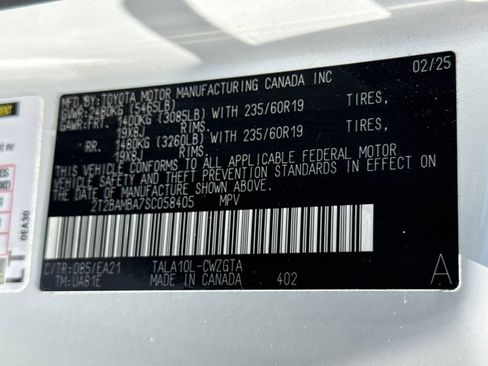 MFD.BY:TOYOTA MOTOR MANUFACTURING CANADA INC 02/25
GVWR:2480KG (5465LB)
GAWR:FRT. 1400KG (3085LB) WITH 235/60R19 TIRES,
19X8J RIMS.
RR. 1480KG (3260LB) WITH 235/60R19 TIRES,
19X8J RIMS.
THIS VEHICLE CONFORMS TO ALL APPLICABLE FEDERAL MOTOR
VEHICLE SAFETY AND THEFT PREVENTION STANDARDS IN EFFECT ON
THE DATE OF MANUFACTURE SHOWN ABOVE.
2T2BAMBA7SC058405 MPV
C/TR:085/EA21 TALA10L-CWZGTA A
TM:UA81E MADE IN CANADA 402
0EA30